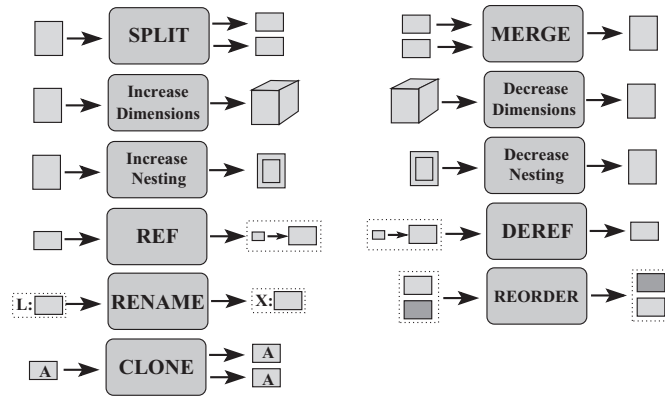 SPLIT
MERGE
Increase
Dimensions
Decrease
Dimensions
Increase
Nesting
Decrease
Nesting
REF
DEREF
L:
RENAME
X:
REORDER
A
CLONE
A
A